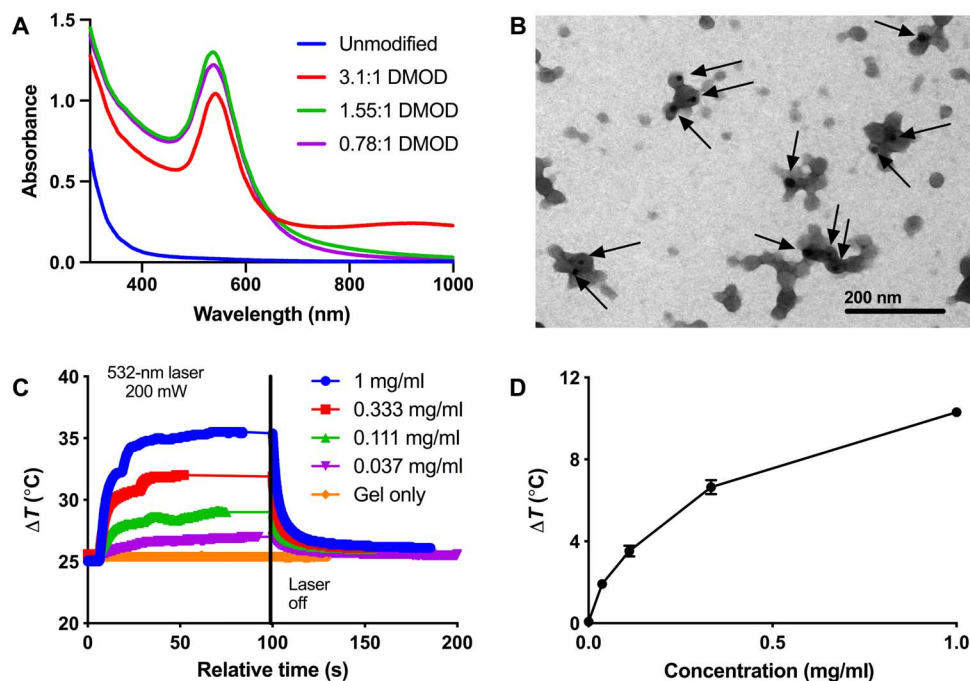 A
Absorbance
1.5
1.0
0.5
0.0
400
600
800
1000
Wavelength (nm)
Unmodified
3.1:1 DMOD
1.55:1 DMOD
0.78:1 DMOD
B
200 nm
C
ΔT (°C)
40
35
30
25
20
0
50
100
150
200
Relative time (s)
532-nm laser
200 mW
1 mg/ml
0.333 mg/ml
0.111 mg/ml
0.037 mg/ml
Gel only
Laser
off
D
ΔT (°C)
12
8
4
0
0.0
0.5
1.0
Concentration (mg/ml)